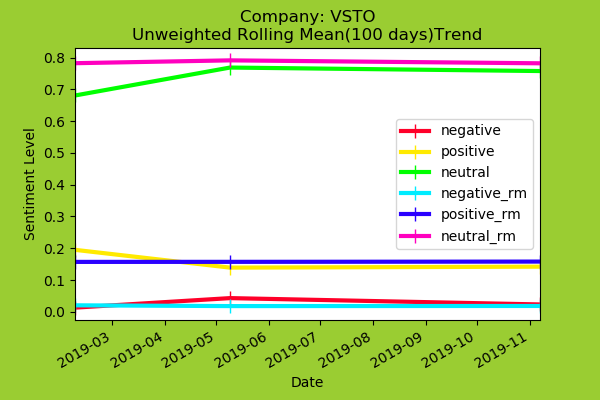 Company: VSTO
Unweighted Rolling Mean(100 days)Trend
Sentiment Level
0.8
0.7
0.6
0.5
0.4
0.3
0.2
0.1
0.0
negative
positive
neutral
negative_rm
positive_rm
neutral_rm
2019-03
2019-04
2019-05
2019-06
2019-07
2019-08
2019-09
2019-10
2019-11
Date